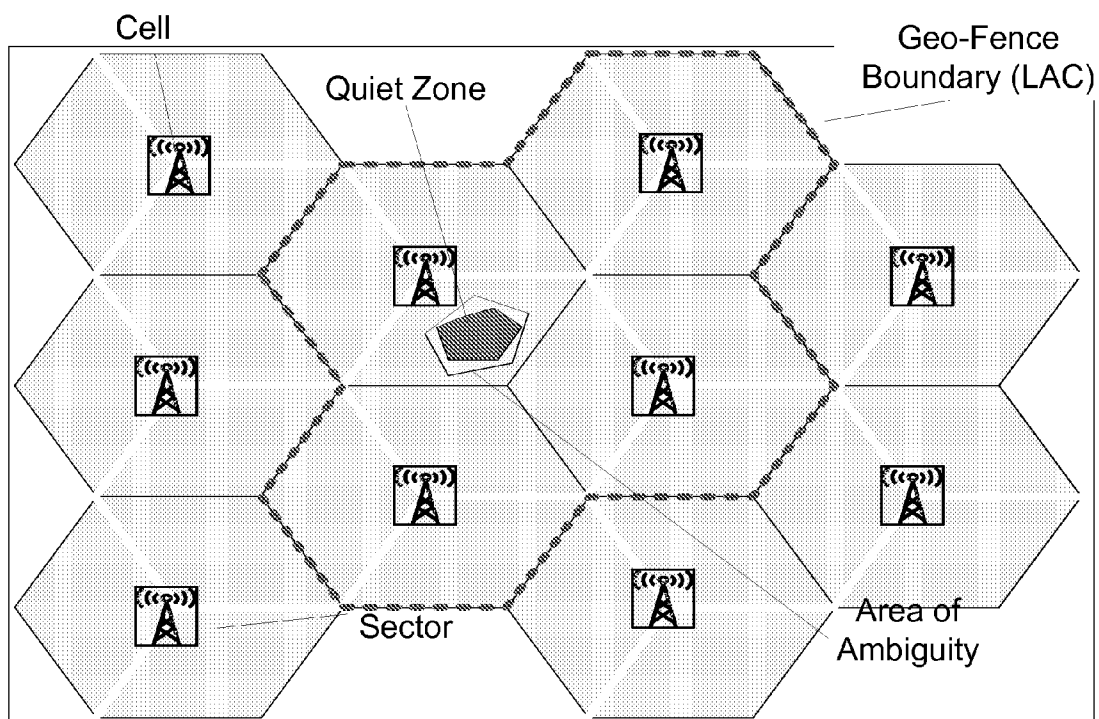 Cell
Geo-Fence
Boundary (LAC)
Quiet Zone
Sector
Area of
Ambiguity